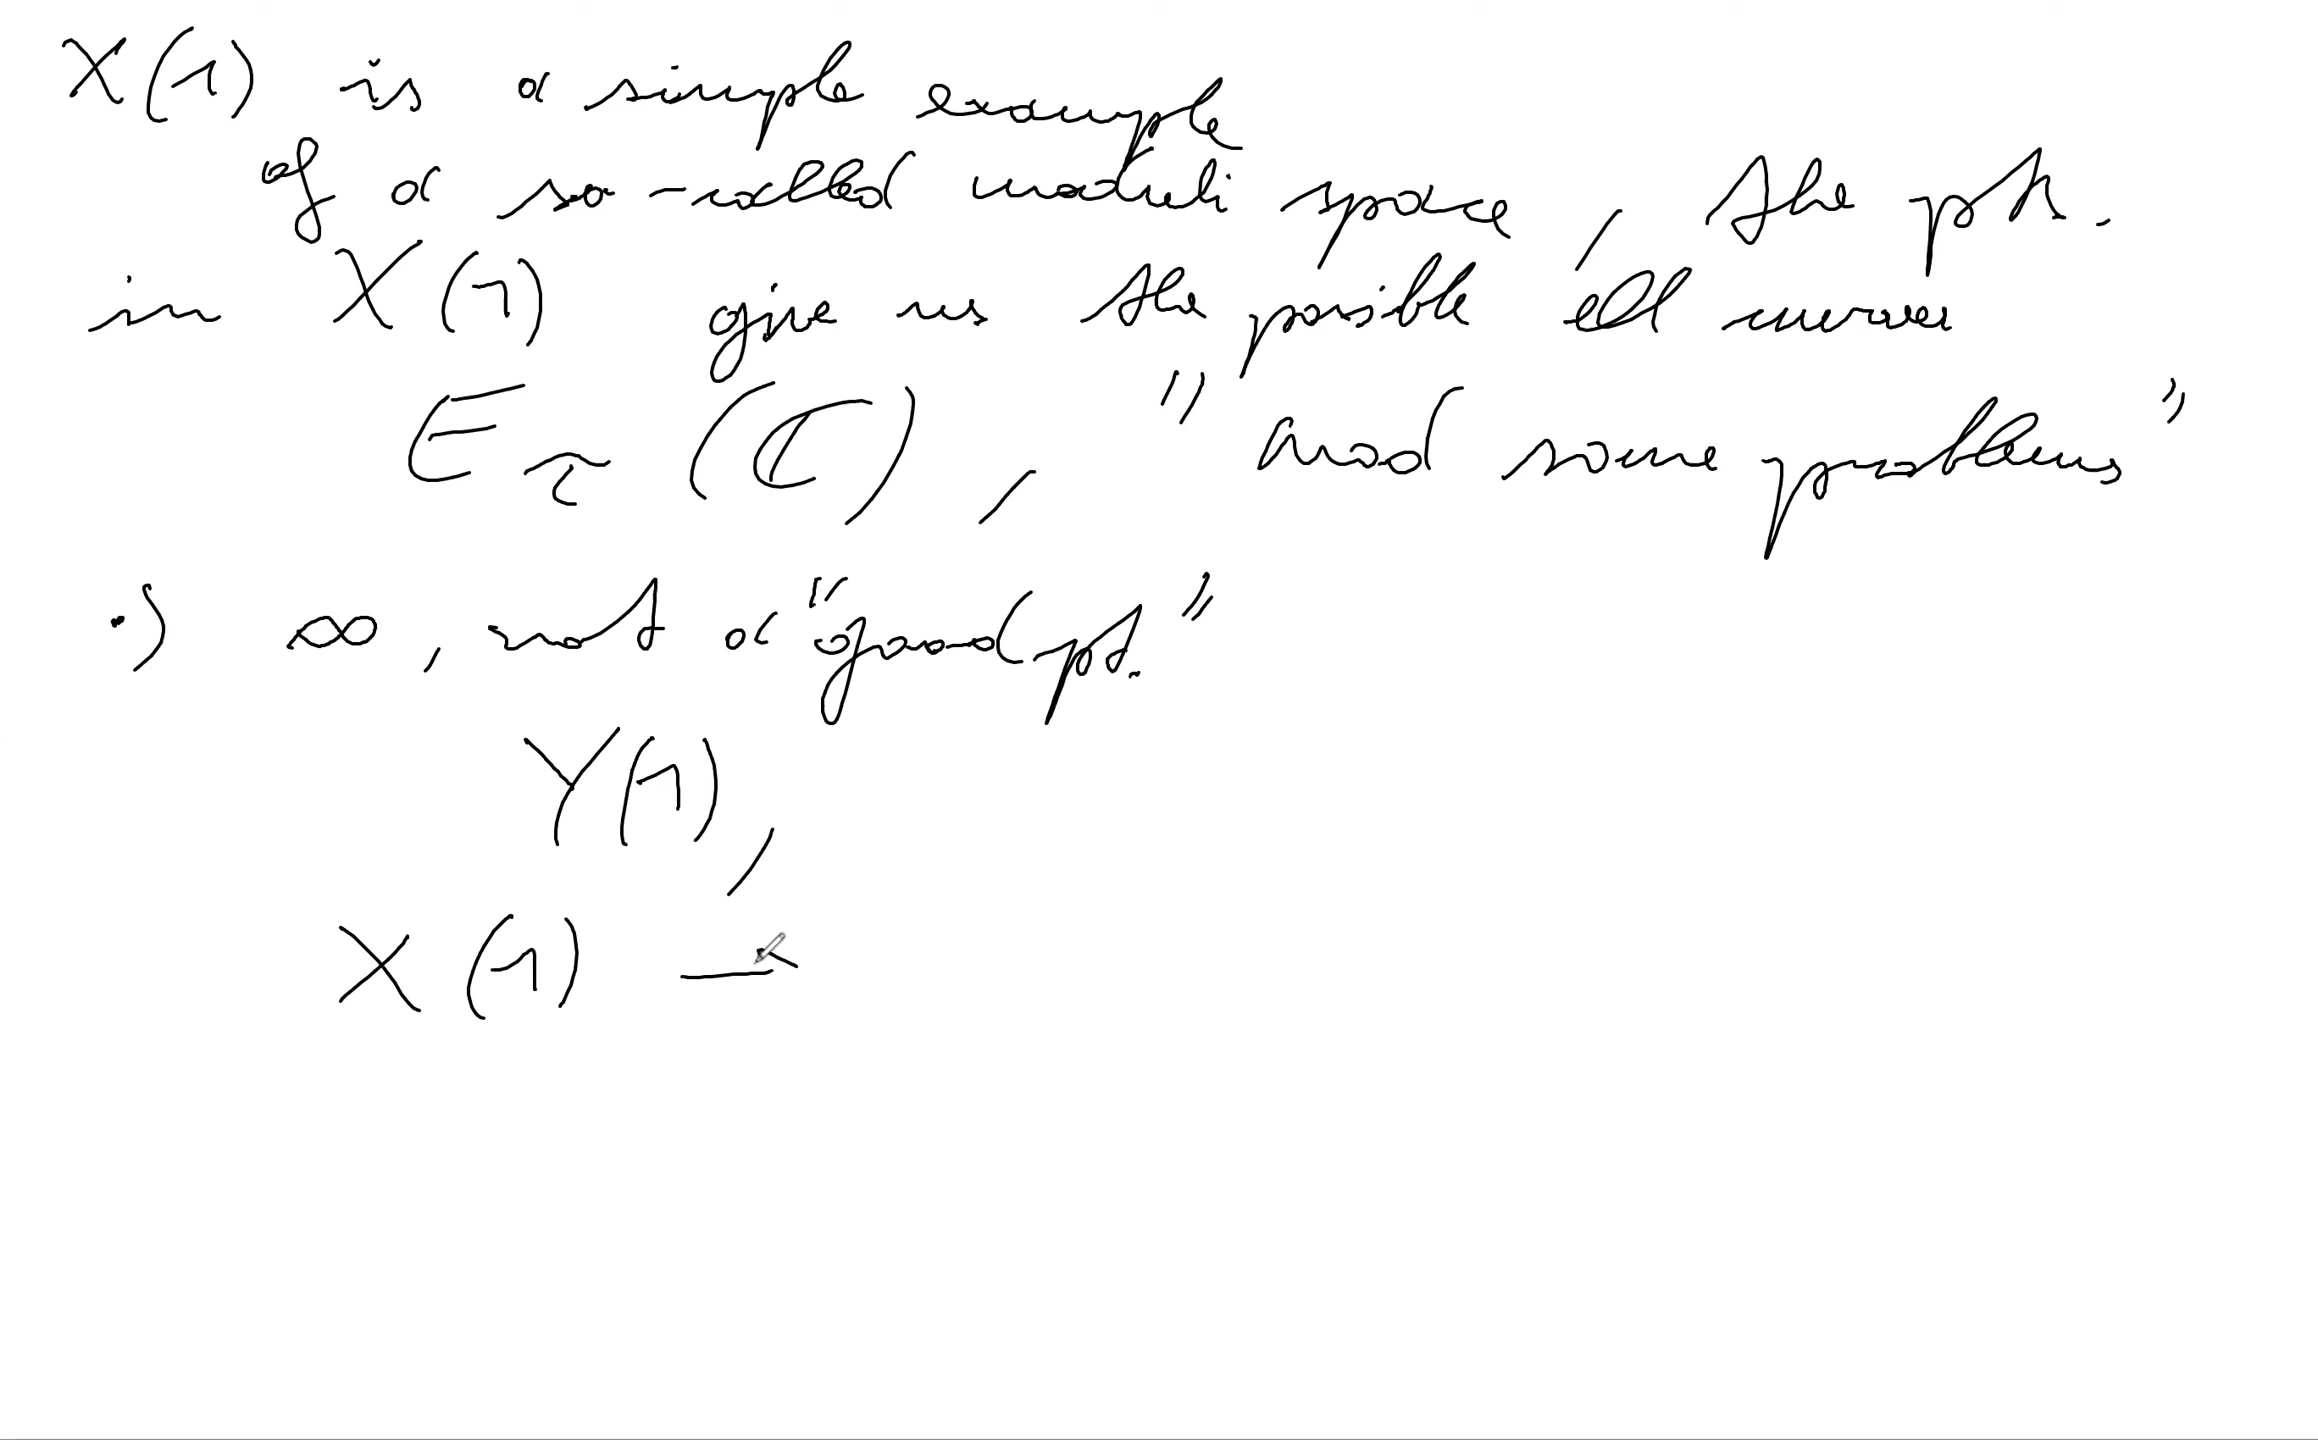 X(1) is a simple example
of a so-called moduli space, the pts.
in X(1) give us the possible ell curves
E_τ(ℂ), "mod some problems"
·) ∞, not a "good pt."
Y(1),
X(1) —